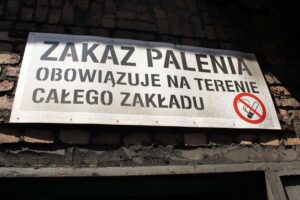 ZAKAZ PALENIA
OBOWIĄZUJE NA TERENIE
CAŁEGO ZAKŁADU